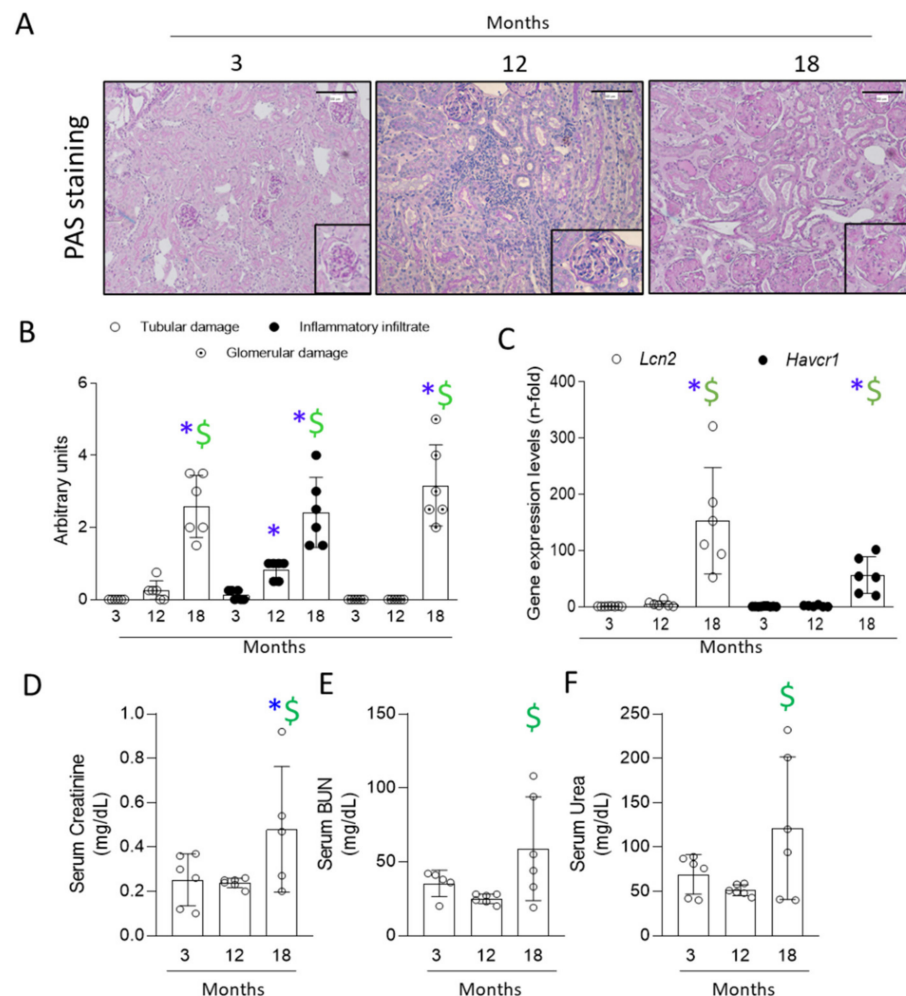 A
Months
3 12 18
PAS staining
B
○ Tubular damage ● Inflammatory infiltrate
⊙ Glomerular damage
*$ *$ *$
*
Arbitrary units
6
4
2
0
3 12 18 3 12 18 3 12 18
Months
C
○ Lcn2 ● Havcr1
*$ *$
Gene expression levels (n-fold)
400
300
200
100
0
3 12 18 3 12 18
Months
D
*$
Serum Creatinine
(mg/dL)
1.0
0.8
0.6
0.4
0.2
0.0
3 12 18
Months
E
$
Serum BUN
(mg/dL)
150
100
50
0
3 12 18
Months
F
$
Serum Urea
(mg/dL)
250
200
150
100
50
0
3 12 18
Months